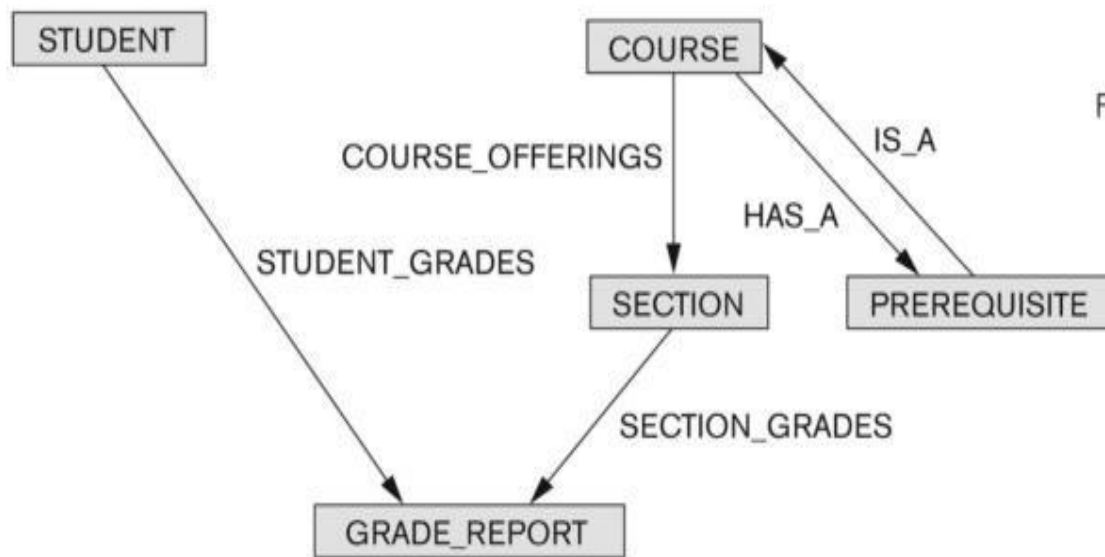 STUDENT
COURSE
F
IS_A
COURSE_OFFERINGS
HAS_A
STUDENT_GRADES
SECTION
PREREQUISITE
SECTION_GRADES
GRADE_REPORT